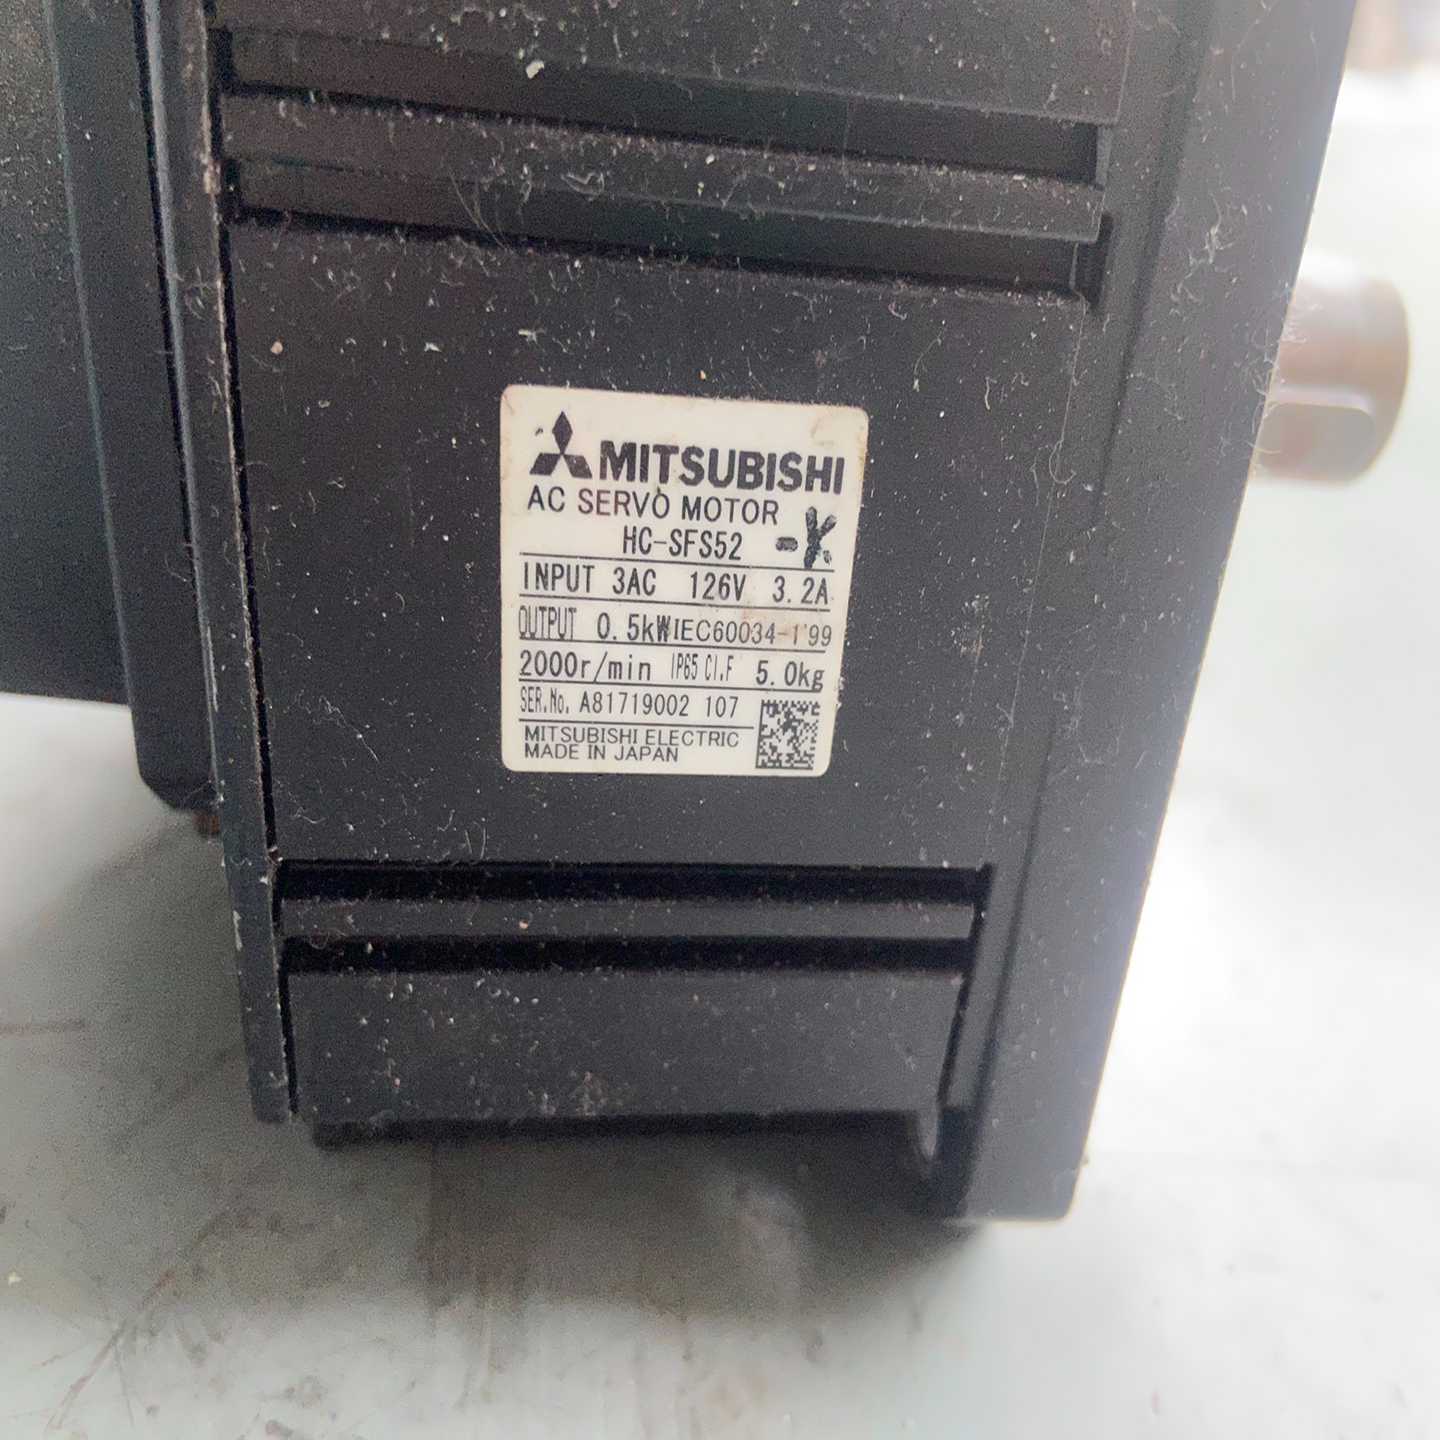 MITSUBISHI
AC SERVO MOTOR
HC-SFS52 -K
INPUT 3AC 126V 3.2A
OUTPUT 0.5kW IEC60034-1'99
2000r/min IP65 CI.F 5.0kg
SER.No. A81719002 107
MITSUBISHI ELECTRIC
MADE IN JAPAN